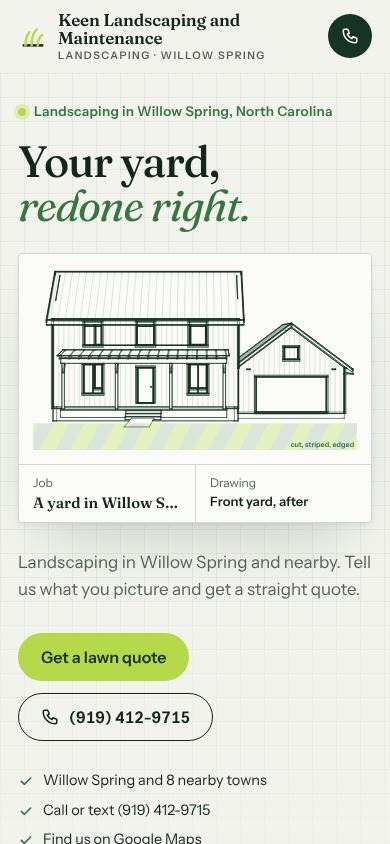 Keen Landscaping and
Maintenance
LANDSCAPING · WILLOW SPRING
Landscaping in Willow Spring, North Carolina
Your yard,
redone right.
cut, striped, edged
Job
A yard in Willow S...
Drawing
Front yard, after
Landscaping in Willow Spring and nearby. Tell
us what you picture and get a straight quote.
Get a lawn quote
(919) 412-9715
Willow Spring and 8 nearby towns
Call or text (919) 412-9715
Find us on Google Maps